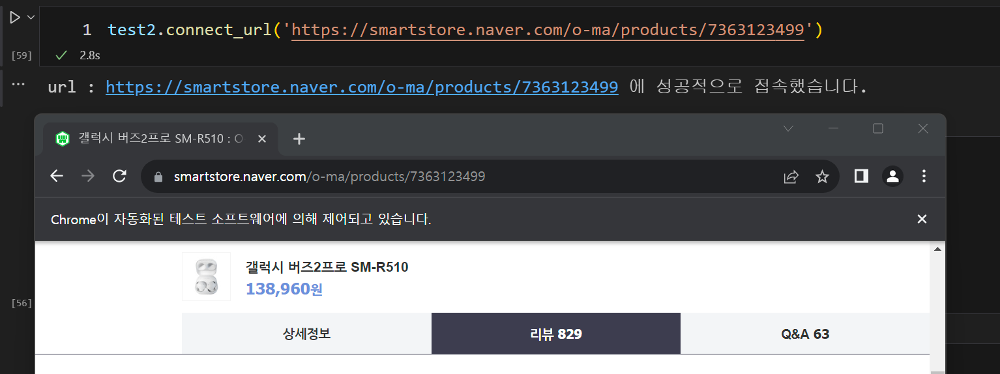 1 test2.connect_url('https://smartstore.naver.com/o-ma/products/7363123499')
[59] 2.8s
url : https://smartstore.naver.com/o-ma/products/7363123499 에 성공적으로 접속했습니다.
갤럭시 버즈2프로 SM-R510 : O
smartstore.naver.com/o-ma/products/7363123499
Chrome이 자동화된 테스트 소프트웨어에 의해 제어되고 있습니다.
갤럭시 버즈2프로 SM-R510
138,960원
[56]
상세정보 리뷰 829 Q&A 63